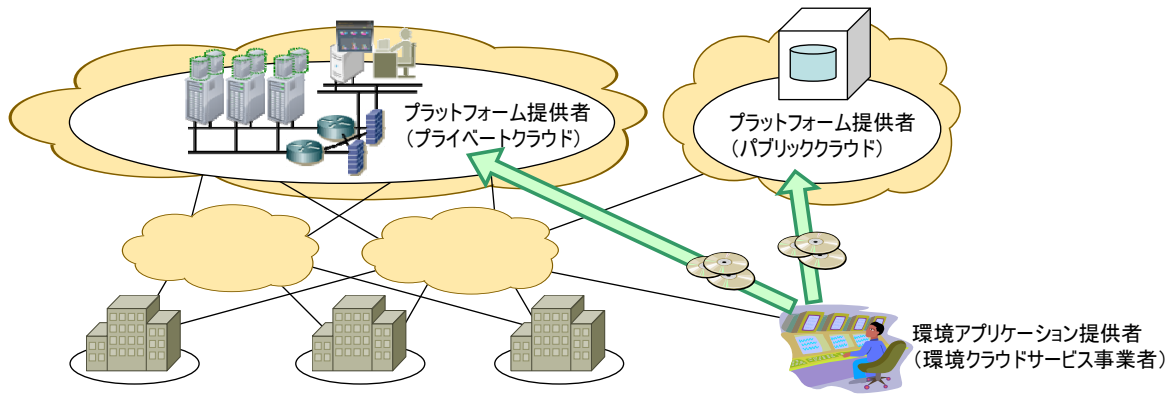 プラットフォーム提供者
（プライベートクラウド）
プラットフォーム提供者
（パブリッククラウド）
環境アプリケーション提供者
（環境クラウドサービス事業者）